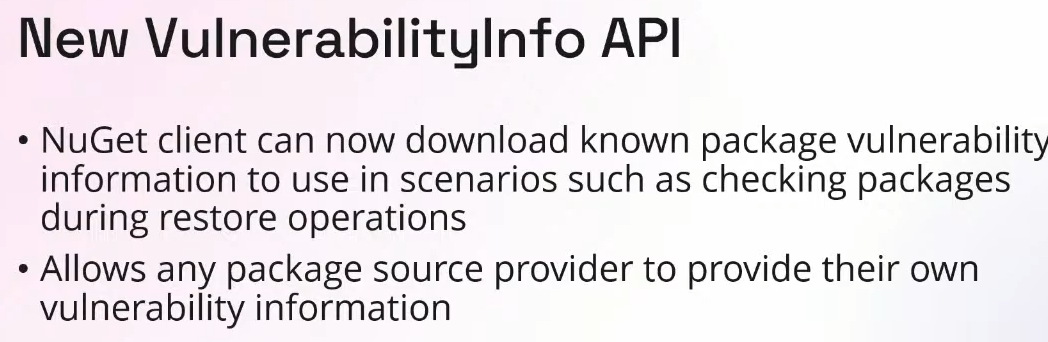 New VulnerabilityInfo API
• NuGet client can now download known package vulnerability
information to use in scenarios such as checking packages
during restore operations
• Allows any package source provider to provide their own
vulnerability information